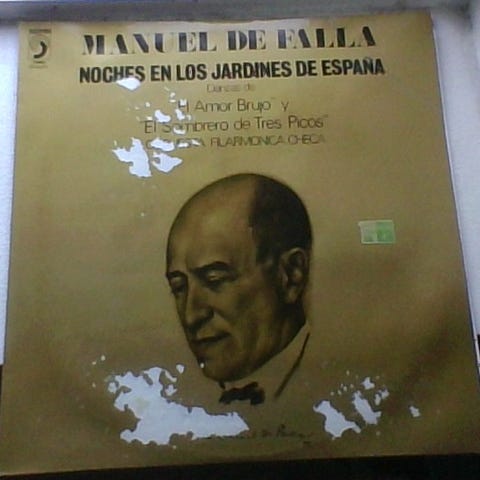 MANUEL DE FALLA
NOCHES EN LOS JARDINES DE ESPAÑA
Danzas de
"El Amor Brujo" y
"El Sombrero de Tres Picos"
ORQUESTA FILARMONICA CHECA